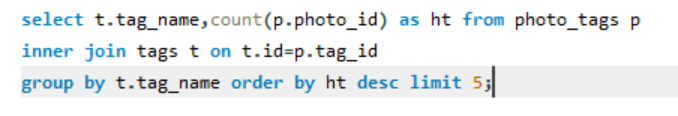 select t.tag_name,count(p.photo_id) as ht from photo_tags p
inner join tags t on t.id=p.tag_id
group by t.tag_name order by ht desc limit 5;